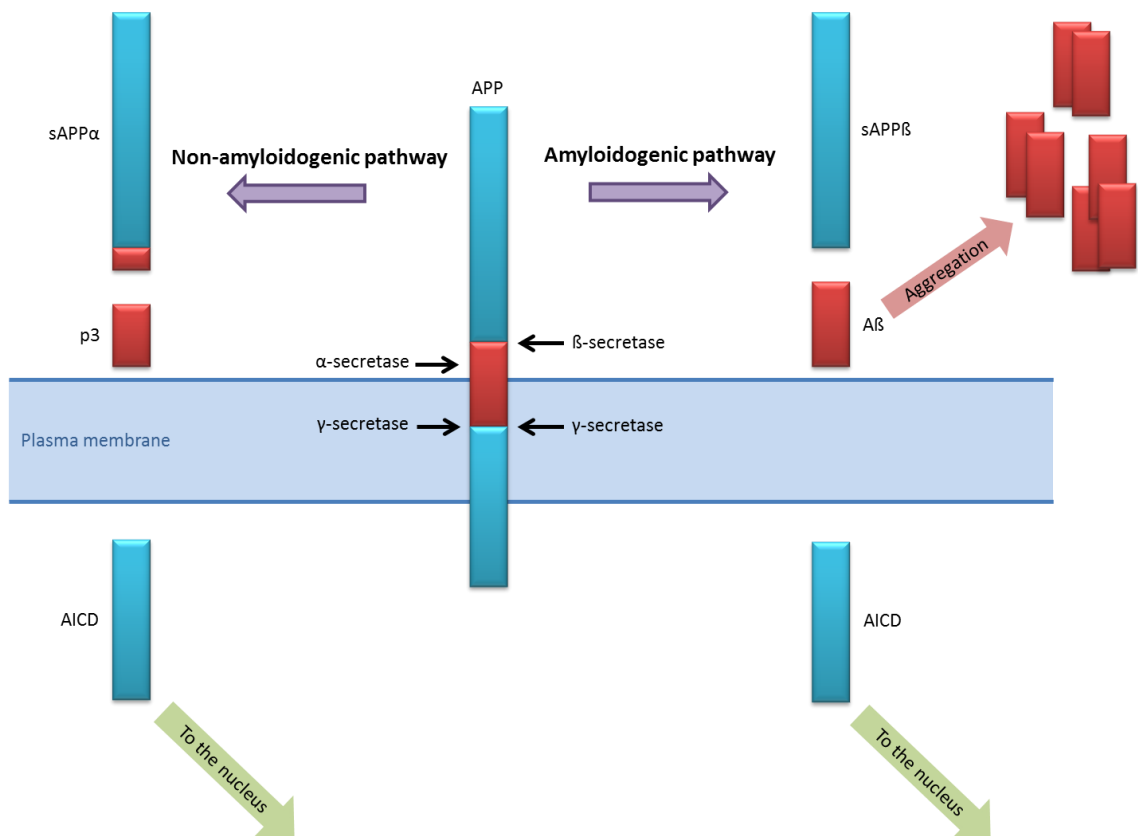 APP
sAPPα
sAPPß
Non-amyloidogenic pathway
Amyloidogenic pathway
Aggregation
p3
Aß
ß-secretase
α-secretase
γ-secretase
γ-secretase
Plasma membrane
AICD
AICD
To the nucleus
To the nucleus